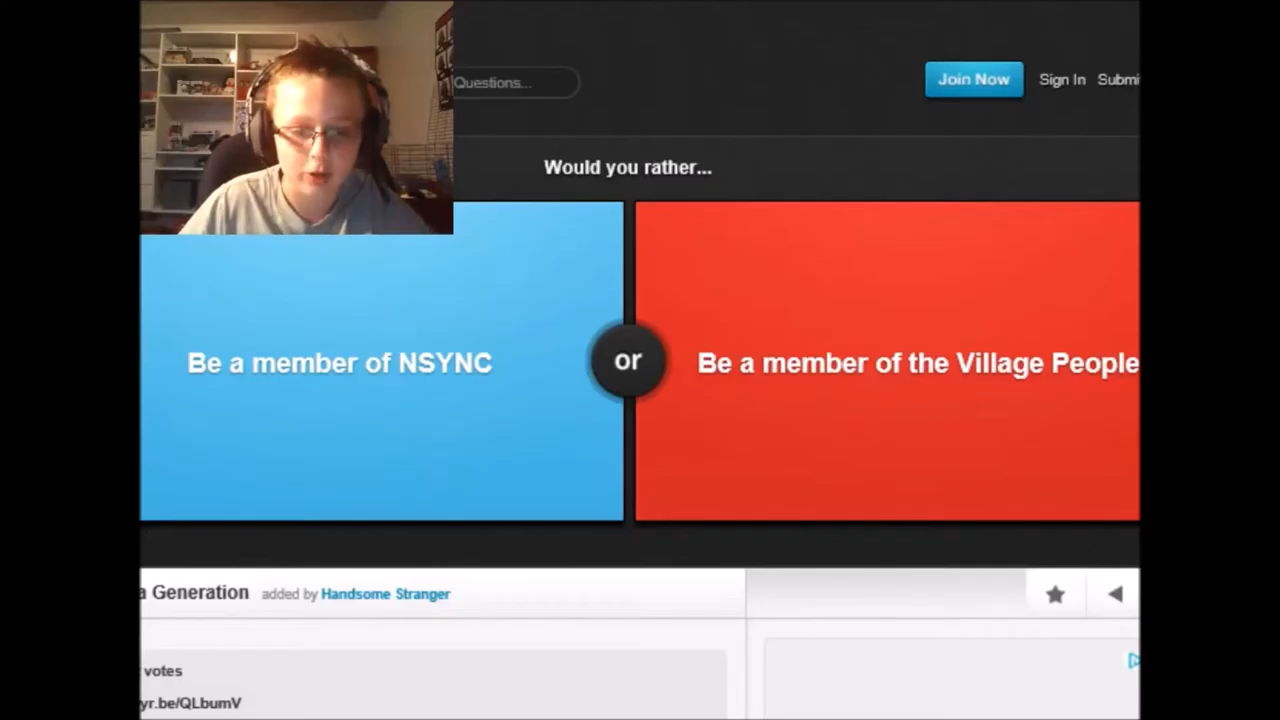 Questions...
Join Now
Sign In
Submi
Would you rather...
Be a member of NSYNC
or
Be a member of the Village People
a Generation added by Handsome Stranger
votes
yr.be/QLbumV